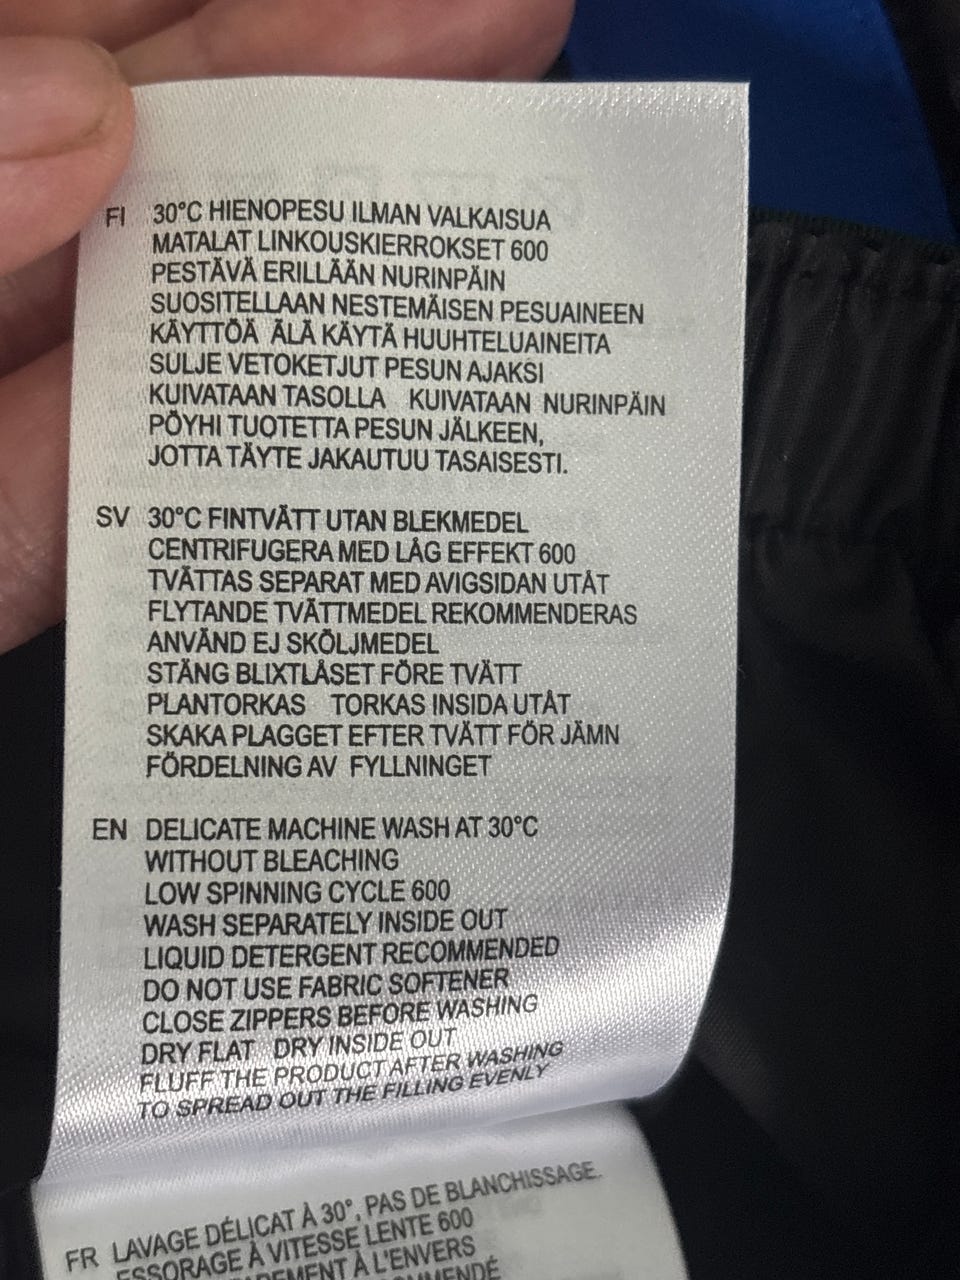 FI 30°C HIENOPESU ILMAN VALKAISUA
MATALAT LINKOUSKIERROKSET 600
PESTÄVÄ ERILLÄÄN NURINPÄIN
SUOSITELLAAN NESTEMÄISEN PESUAINEEN
KÄYTTÖÄ ÄLÄ KÄYTÄ HUUHTELUAINEITA
SULJE VETOKETJUT PESUN AJAKSI
KUIVATAAN TASOLLA KUIVATAAN NURINPÄIN
PÖYHI TUOTETTA PESUN JÄLKEEN,
JOTTA TÄYTE JAKAUTUU TASAISESTI.
SV 30°C FINTVÄTT UTAN BLEKMEDEL
CENTRIFUGERA MED LÅG EFFEKT 600
TVÄTTAS SEPARAT MED AVIGSIDAN UTÅT
FLYTANDE TVÄTTMEDEL REKOMMENDERAS
ANVÄND EJ SKÖLJMEDEL
STÄNG BLIXTLÅSET FÖRE TVÄTT
PLANTORKAS TORKAS INSIDA UTÅT
SKAKA PLAGGET EFTER TVÄTT FÖR JÄMN
FÖRDELNING AV FYLLNINGET
EN DELICATE MACHINE WASH AT 30°C
WITHOUT BLEACHING
LOW SPINNING CYCLE 600
WASH SEPARATELY INSIDE OUT
LIQUID DETERGENT RECOMMENDED
DO NOT USE FABRIC SOFTENER
CLOSE ZIPPERS BEFORE WASHING
DRY FLAT DRY INSIDE OUT
FLUFF THE PRODUCT AFTER WASHING
TO SPREAD OUT THE FILLING EVENLY
FR LAVAGE DÉLICAT À 30°, PAS DE BLANCHISSAGE.
ESSORAGE À VITESSE LENTE 600
À L'ENVERS